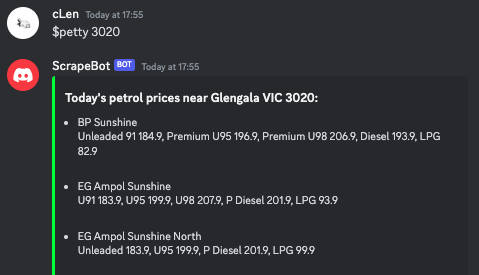 cLen Today at 17:55
$petty 3020
ScrapeBot BOT Today at 17:55
Today's petrol prices near Glengala VIC 3020:
• BP Sunshine
Unleaded 91 184.9, Premium U95 196.9, Premium U98 206.9, Diesel 193.9, LPG
82.9
• EG Ampol Sunshine
U91 183.9, U95 199.9, U98 207.9, P Diesel 201.9, LPG 93.9
• EG Ampol Sunshine North
Unleaded 183.9, U95 199.9, P Diesel 201.9, LPG 99.9